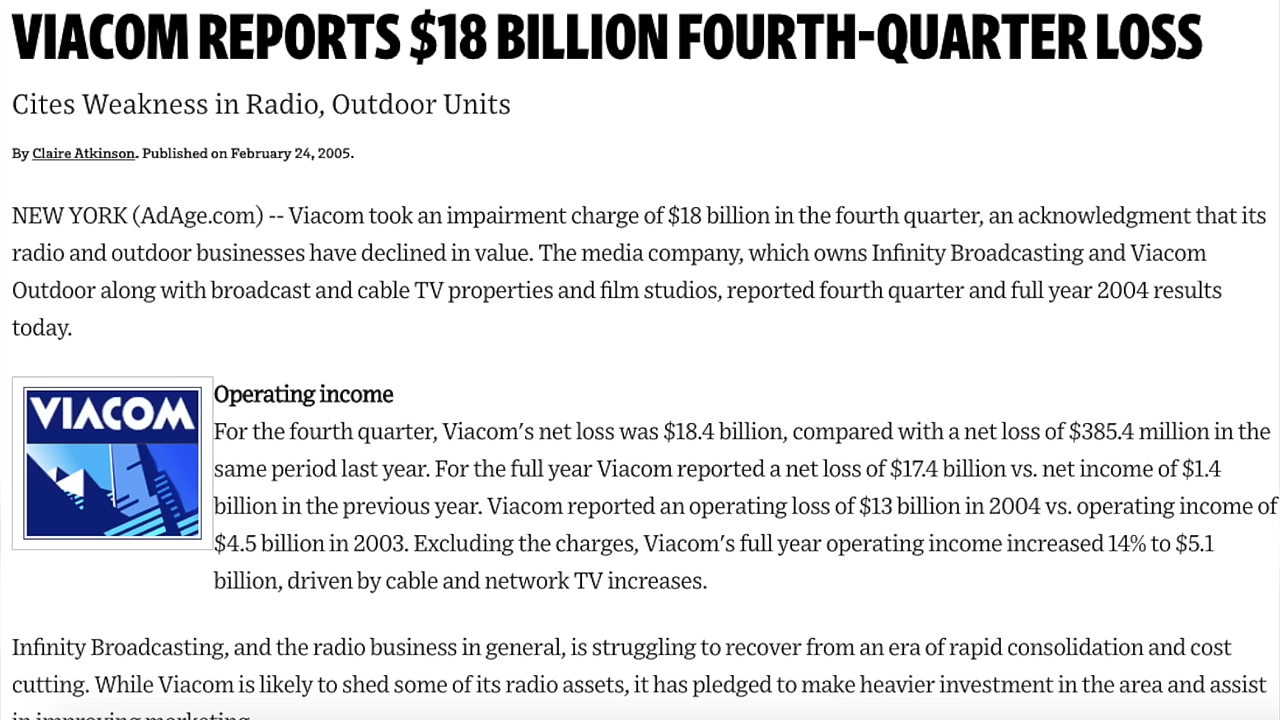 VIACOM REPORTS $18 BILLION FOURTH-QUARTER LOSS
Cites Weakness in Radio, Outdoor Units
By Claire Atkinson. Published on February 24, 2005.
NEW YORK (AdAge.com) -- Viacom took an impairment charge of $18 billion in the fourth quarter, an acknowledgment that its
radio and outdoor businesses have declined in value. The media company, which owns Infinity Broadcasting and Viacom
Outdoor along with broadcast and cable TV properties and film studios, reported fourth quarter and full year 2004 results
today.
VIACOM
Operating income
For the fourth quarter, Viacom's net loss was $18.4 billion, compared with a net loss of $385.4 million in the
same period last year. For the full year Viacom reported a net loss of $17.4 billion vs. net income of $1.4
billion in the previous year. Viacom reported an operating loss of $13 billion in 2004 vs. operating income of
$4.5 billion in 2003. Excluding the charges, Viacom's full year operating income increased 14% to $5.1
billion, driven by cable and network TV increases.
Infinity Broadcasting, and the radio business in general, is struggling to recover from an era of rapid consolidation and cost
cutting. While Viacom is likely to shed some of its radio assets, it has pledged to make heavier investment in the area and assist
in improving marketing.